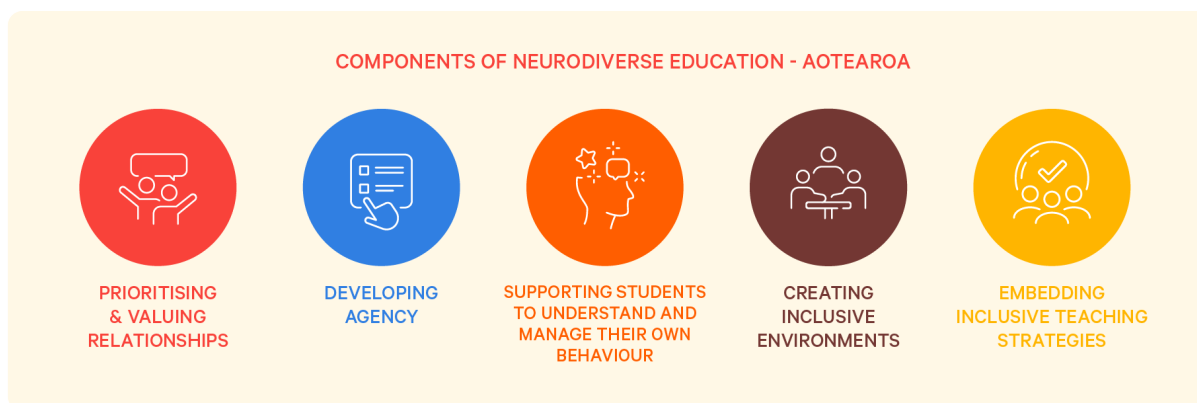 COMPONENTS OF NEURODIVERSE EDUCATION - AOTEAROA
PRIORITISING
& VALUING
RELATIONSHIPS
DEVELOPING
AGENCY
SUPPORTING STUDENTS
TO UNDERSTAND AND
MANAGE THEIR OWN
BEHAVIOUR
CREATING
INCLUSIVE
ENVIRONMENTS
EMBEDDING
INCLUSIVE TEACHING
STRATEGIES